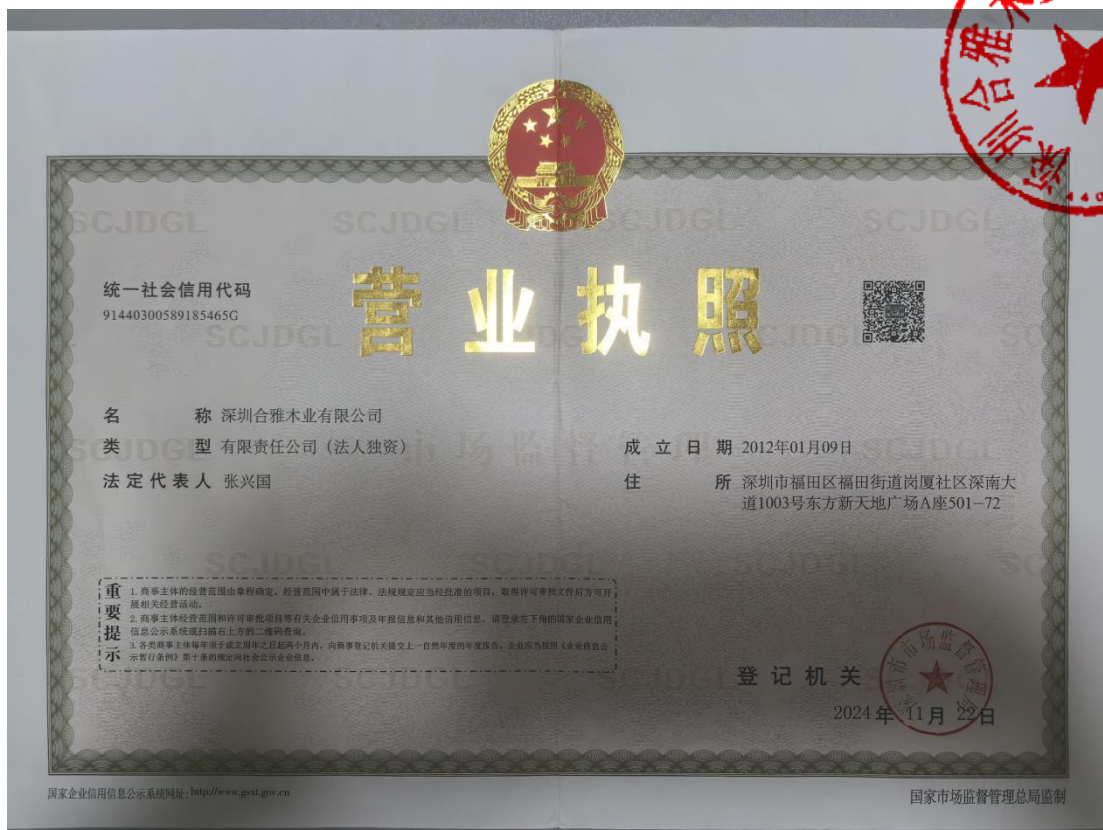 深圳合雅木
440
统一社会信用代码
91440300589185465G
营业执照
名 称 深圳合雅木业有限公司
类 型 有限责任公司（法人独资）
法定代表人 张兴国
成立日期 2012年01月09日
住 所 深圳市福田区福田街道岗厦社区深南大
道1003号东方新天地广场A座501-72
重要提示
1. 商事主体的经营范围由章程确定。经营范围中属于法律、法规规定应当经批准的项目，取得许可审批文件后方可开
展相关经营活动。
2. 商事主体经营范围和许可审批项目等有关企业信用事项及年报信息和其他信用信息，请登录左下角的国家企业信用
信息公示系统或扫描右上方的二维码查询。
3. 各类商事主体每年须于成立周年之日起两个月内，向商事登记机关提交上一自然年度的年度报告。企业应当按照《企业信息公
示暂行条例》第十条的规定向社会公示企业信息。
登记机关
深圳市市场监督管理局
2024年11月22日
国家企业信用信息公示系统网址：http://www.gsxt.gov.cn
国家市场监督管理总局监制
SCJDGL